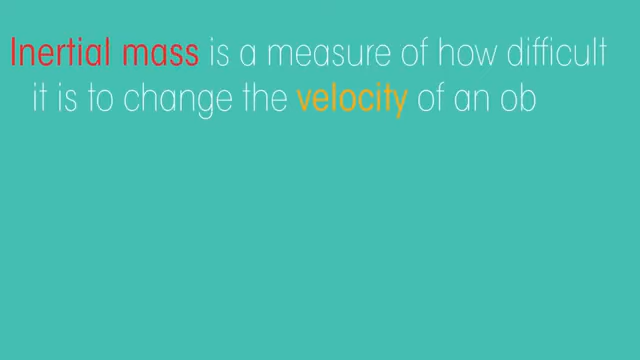 Inertial mass is a measure of how difficult
it is to change the velocity of an ob